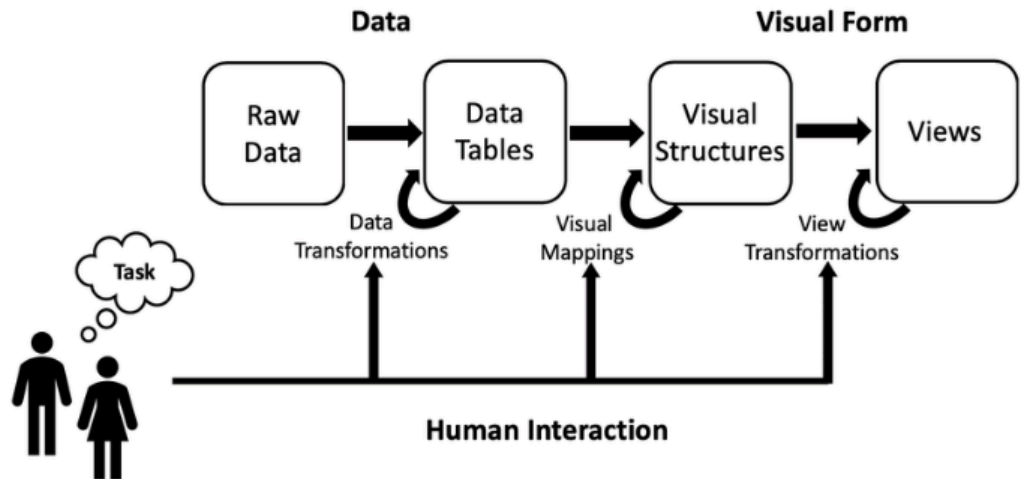 Data
Visual Form
Raw
Data
Data
Tables
Visual
Structures
Views
Data
Transformations
Visual
Mappings
View
Transformations
Task
Human Interaction